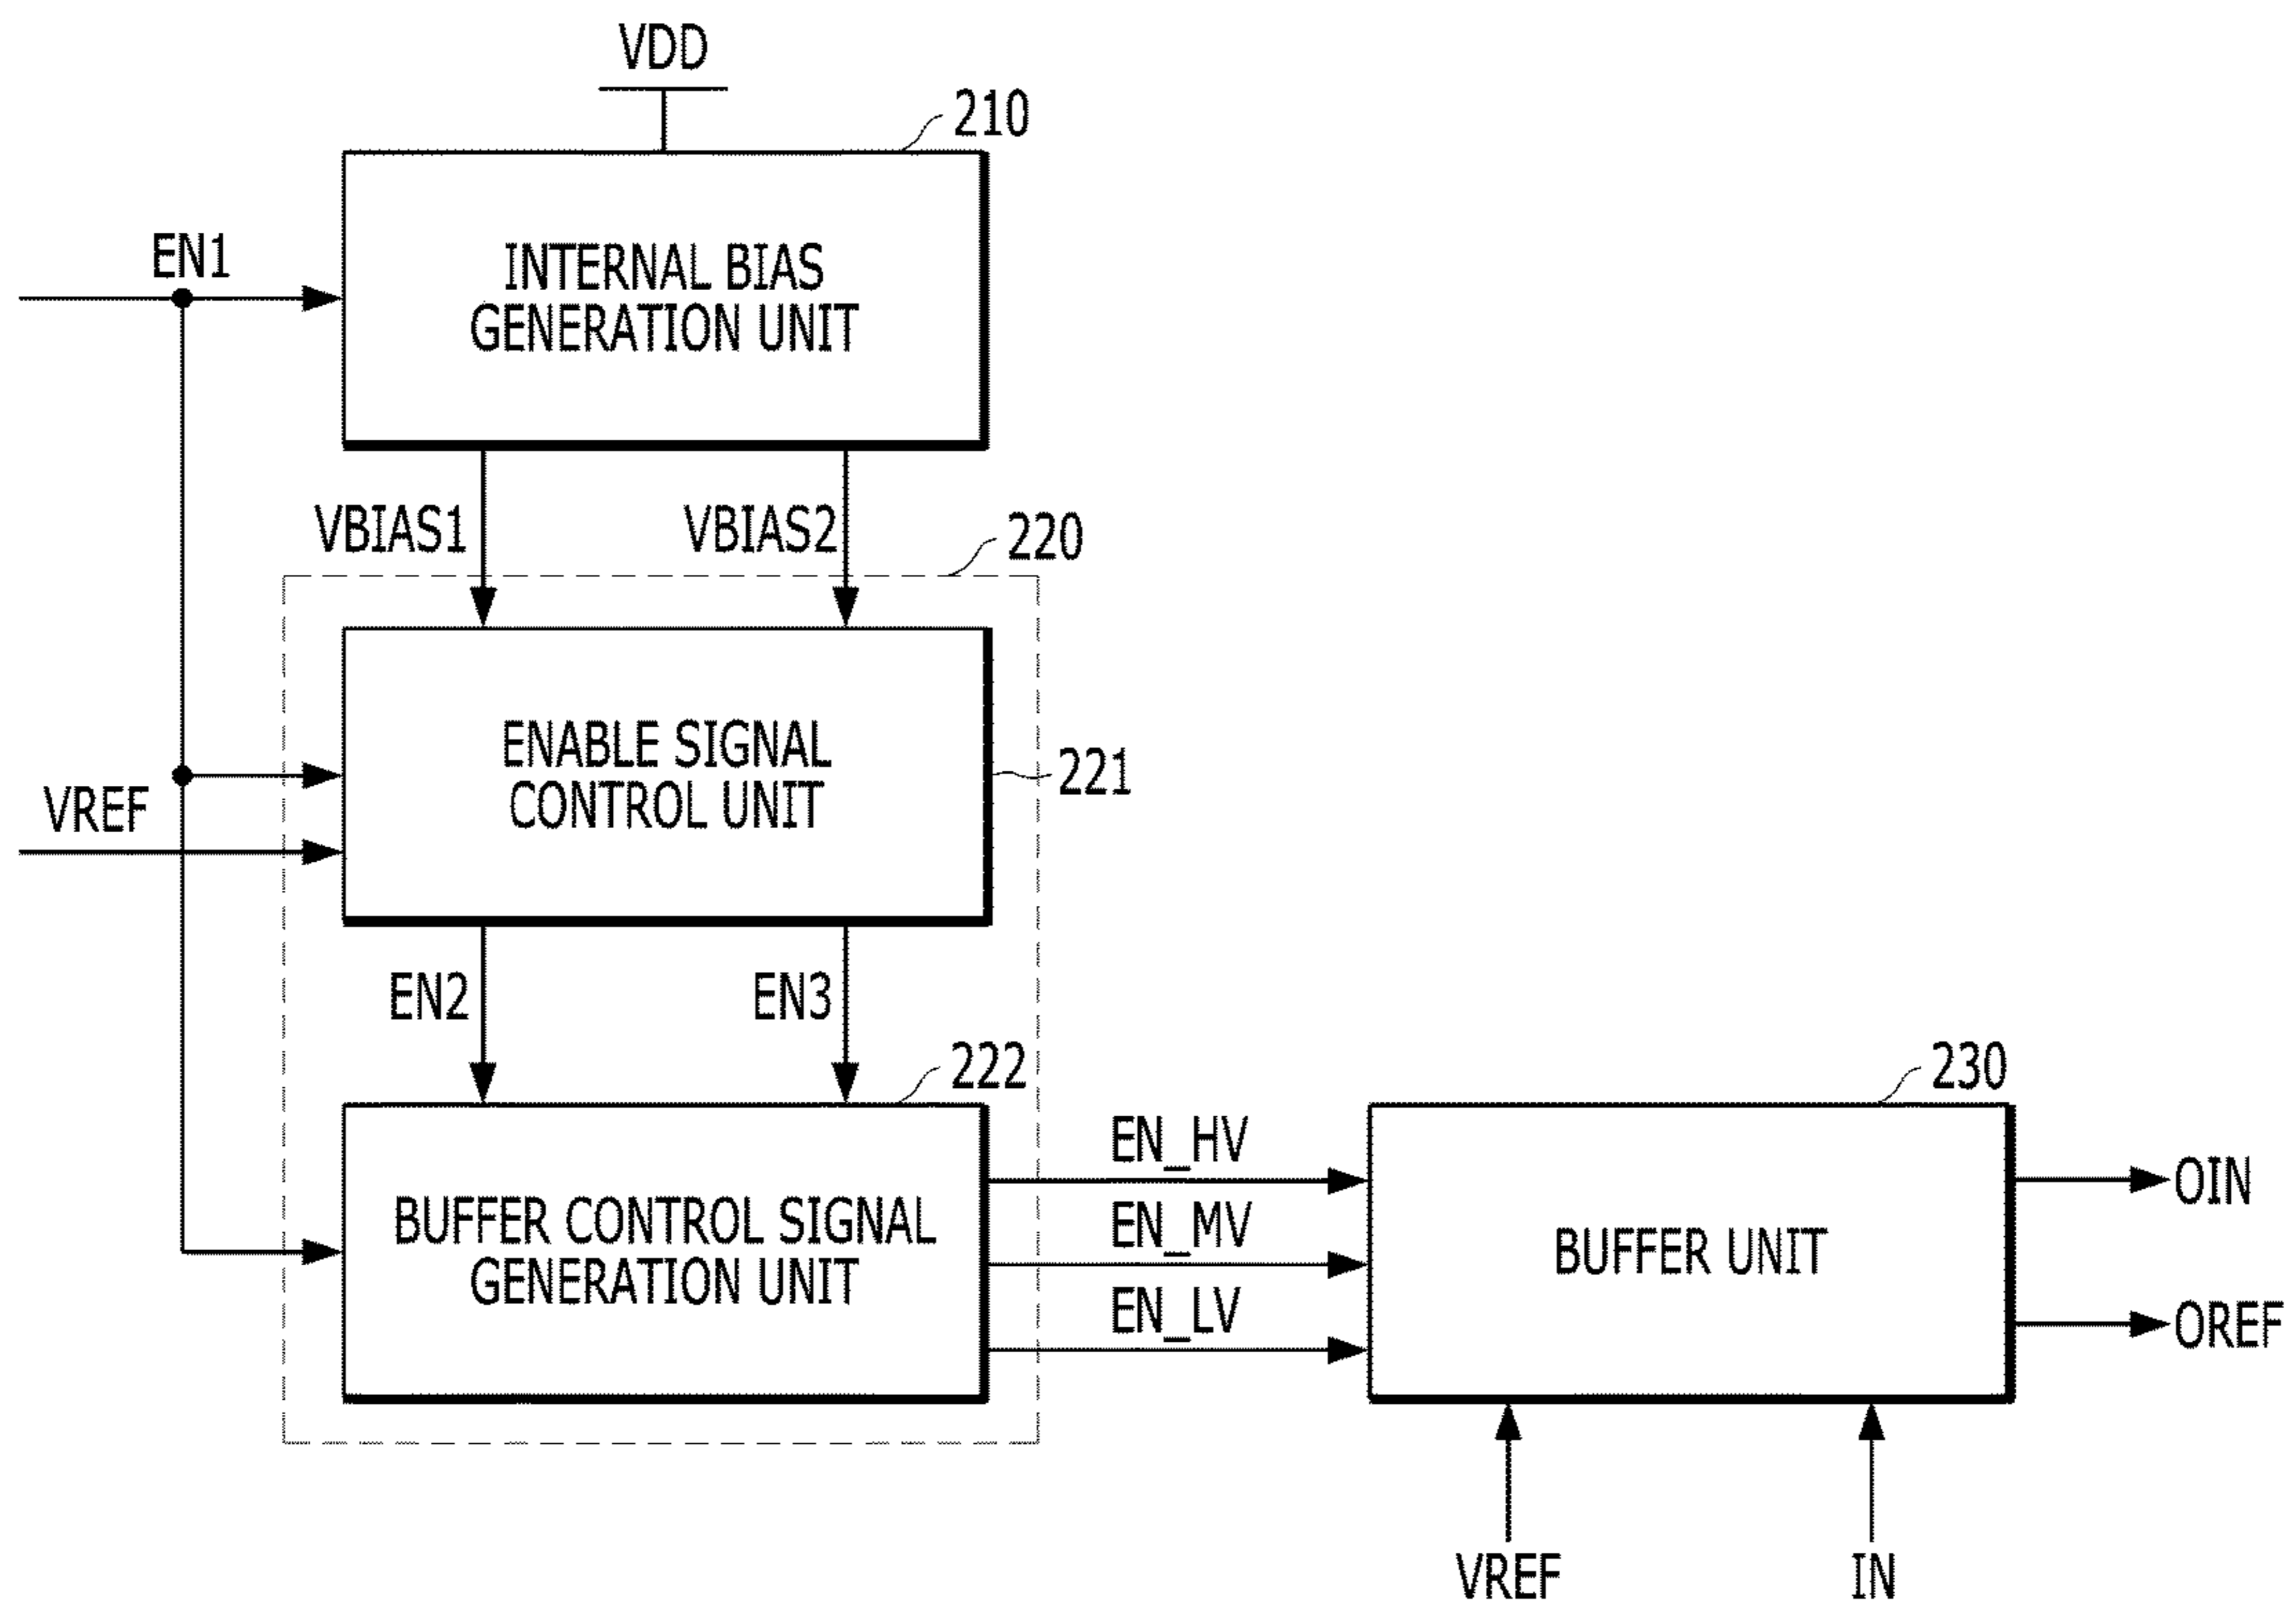 VDD
210
EN1
INTERNAL BIAS
GENERATION UNIT
VBIAS1
VBIAS2
220
ENABLE SIGNAL
CONTROL UNIT
221
VREF
EN2
EN3
222
230
EN_HV
BUFFER CONTROL SIGNAL
GENERATION UNIT
EN_MV
EN_LV
BUFFER UNIT
OIN
OREF
VREF
IN